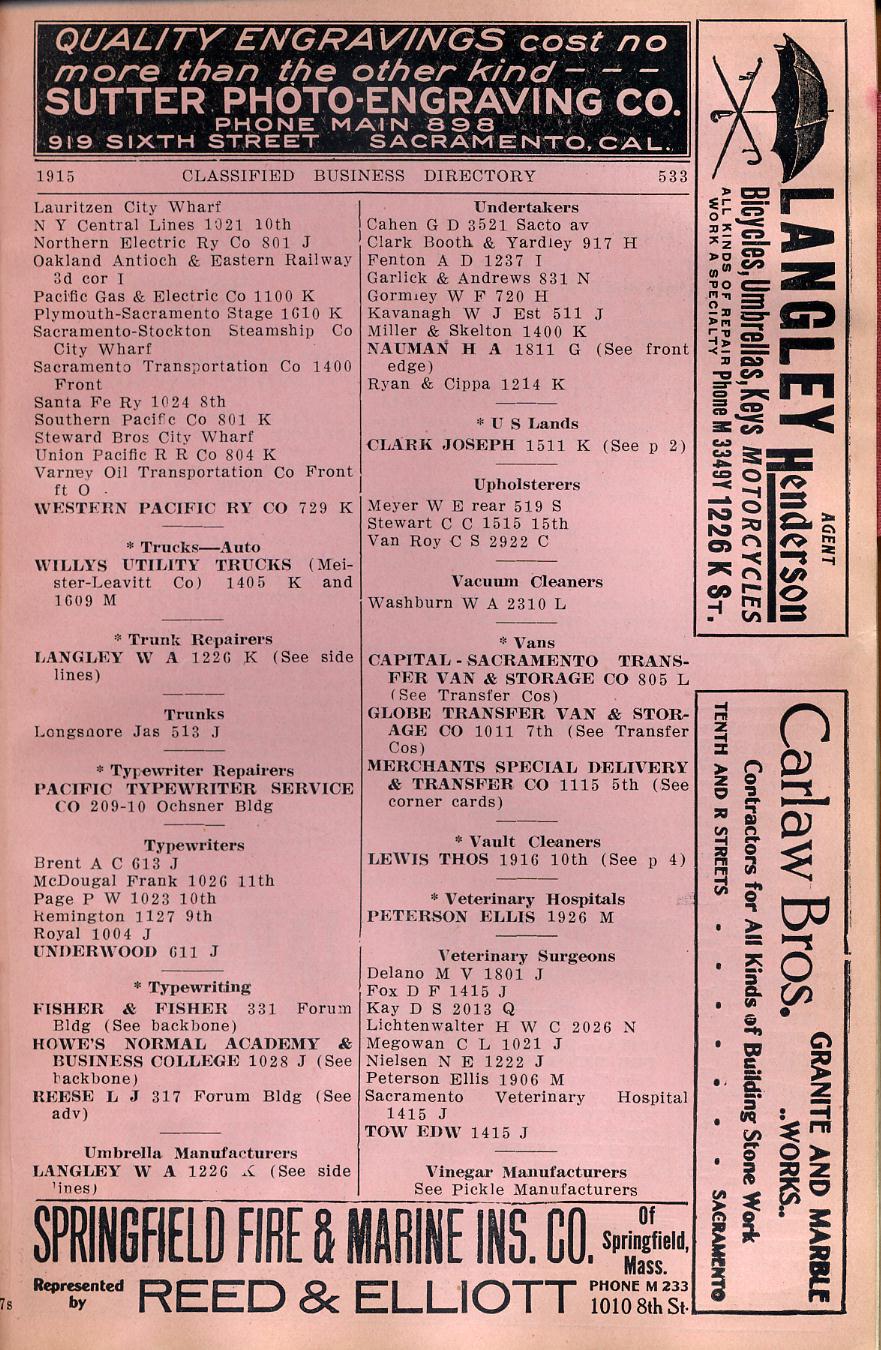 QUALITY ENGRAVINGS cost no
more than the other kind - - -
SUTTER PHOTO-ENGRAVING CO.
PHONE MAIN 898
919 SIXTH STREET SACRAMENTO, CAL.
1915 CLASSIFIED BUSINESS DIRECTORY 533
Lauritzen City Wharf
N Y Central Lines 1021 10th
Northern Electric Ry Co 801 J
Oakland Antioch & Eastern Railway
3d cor I
Pacific Gas & Electric Co 1100 K
Plymouth-Sacramento Stage 1610 K
Sacramento-Stockton Steamship Co
City Wharf
Sacramento Transportation Co 1400
Front
Santa Fe Ry 1024 8th
Southern Pacific Co 801 K
Steward Bros City Wharf
Union Pacific R R Co 804 K
Varney Oil Transportation Co Front
ft O
WESTERN PACIFIC RY CO 729 K
* Trucks—Auto
WILLYS UTILITY TRUCKS (Mei-
ster-Leavitt Co) 1405 K and
1609 M
* Trunk Repairers
LANGLEY W A 1226 K (See side
lines)
Trunks
Longshore Jas 513 J
* Typewriter Repairers
PACIFIC TYPEWRITER SERVICE
CO 209-10 Ochsner Bldg
Typewriters
Brent A C 613 J
McDougal Frank 1026 11th
Page P W 1023 10th
Remington 1127 9th
Royal 1004 J
UNDERWOOD 611 J
* Typewriting
FISHER & FISHER 331 Forum
Bldg (See backbone)
HOWE'S NORMAL ACADEMY &
BUSINESS COLLEGE 1028 J (See
backbone)
REESE L J 317 Forum Bldg (See
adv)
Umbrella Manufacturers
LANGLEY W A 1226 K (See side
lines)
Undertakers
Cahen G D 3521 Sacto av
Clark Booth & Yardley 917 H
Fenton A D 1237 I
Garlick & Andrews 831 N
Gormley W F 720 H
Kavanagh W J Est 511 J
Miller & Skelton 1400 K
NAUMAN H A 1811 G (See front
edge)
Ryan & Cippa 1214 K
* U S Lands
CLARK JOSEPH 1511 K (See p 2)
Upholsterers
Meyer W E rear 519 S
Stewart C C 1515 15th
Van Roy C S 2922 C
Vacuum Cleaners
Washburn W A 2310 L
* Vans
CAPITAL - SACRAMENTO TRANS-
FER VAN & STORAGE CO 805 L
(See Transfer Cos)
GLOBE TRANSFER VAN & STOR-
AGE CO 1011 7th (See Transfer
Cos)
MERCHANTS SPECIAL DELIVERY
& TRANSFER CO 1115 5th (See
corner cards)
* Vault Cleaners
LEWIS THOS 1916 10th (See p 4)
* Veterinary Hospitals
PETERSON ELLIS 1926 M
Veterinary Surgeons
Delano M V 1801 J
Fox D F 1415 J
Kay D S 2013 Q
Lichtenwalter H W C 2026 N
Megowan C L 1021 J
Nielsen N E 1222 J
Peterson Ellis 1906 M
Sacramento Veterinary Hospital
1415 J
TOW EDW 1415 J
Vinegar Manufacturers
See Pickle Manufacturers
LANGLEY AGENT Henderson
Bicycles, Umbrellas, Keys MOTORCYCLES
ALL KINDS OF REPAIR
WORK A SPECIALTY
Phone M 3349Y 1226 K ST.
Carlaw Bros. GRANITE AND MARBLE
..WORKS..
Contractors for All Kinds of Building Stone Work
TENTH AND R STREETS . . . . . . . SACRAMENTO
SPRINGFIELD FIRE & MARINE INS. CO.
Of
Springfield,
Mass.
Represented
by
REED & ELLIOTT
PHONE M 233
1010 8th St.
7s